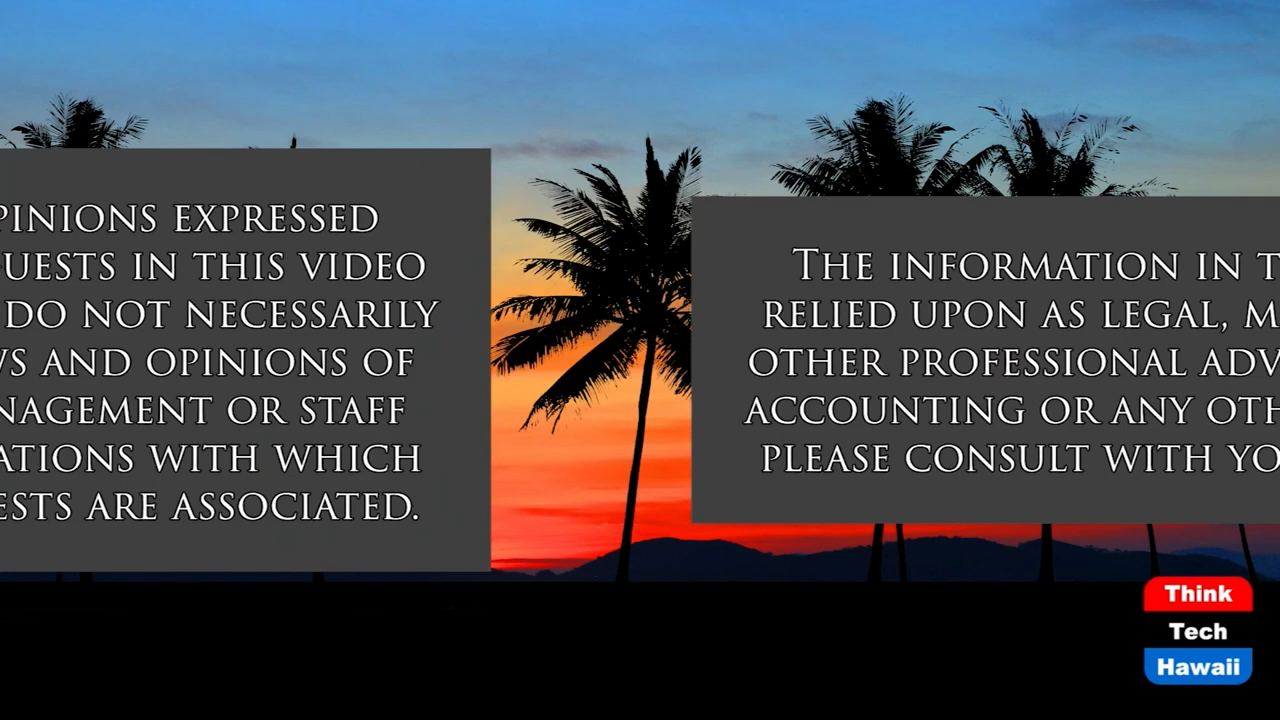 PINIONS EXPRESSED
UESTS IN THIS VIDEO
DO NOT NECESSARILY
WS AND OPINIONS OF
NAGEMENT OR STAFF
ATIONS WITH WHICH
ESTS ARE ASSOCIATED.
THE INFORMATION IN T
RELIED UPON AS LEGAL, M
OTHER PROFESSIONAL ADV
ACCOUNTING OR ANY OTH
PLEASE CONSULT WITH YO
Think
Tech
Hawaii